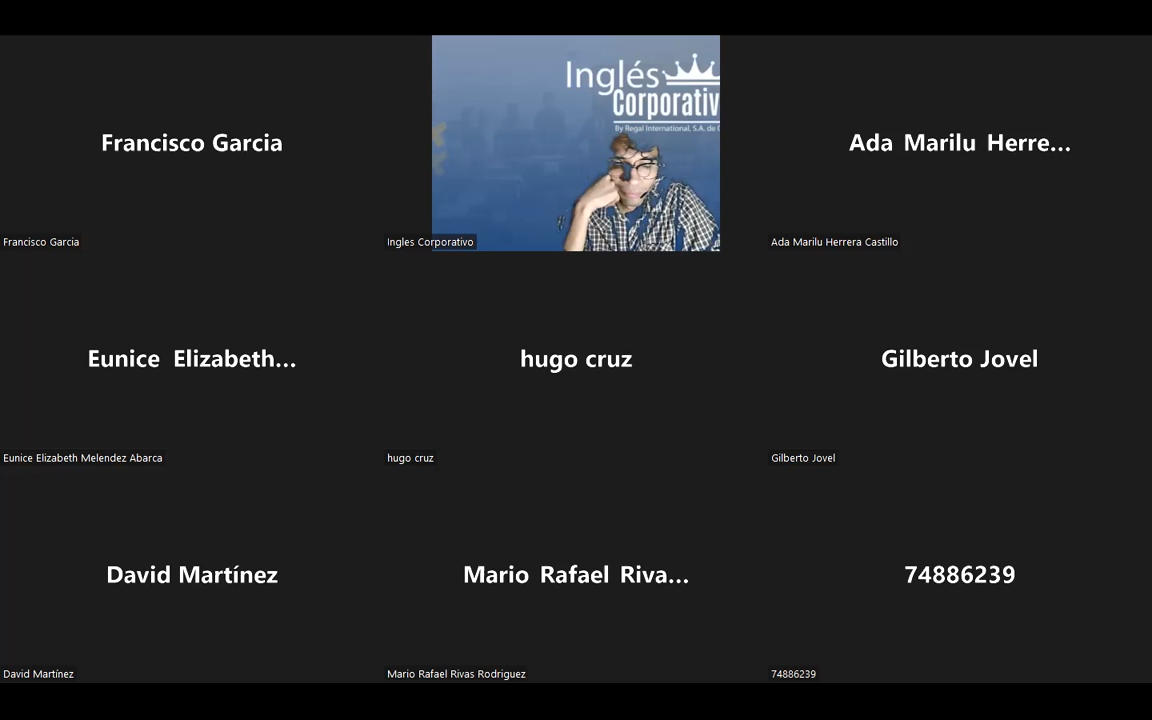 Francisco Garcia
Francisco Garcia
Inglés
Corporativ
By Regal International, S.A. de C
Ingles Corporativo
Ada Marilu Herre...
Ada Marilu Herrera Castillo
Eunice Elizabeth...
Eunice Elizabeth Melendez Abarca
hugo cruz
hugo cruz
Gilberto Jovel
Gilberto Jovel
David Martínez
David Martínez
Mario Rafael Riva...
Mario Rafael Rivas Rodriguez
74886239
74886239